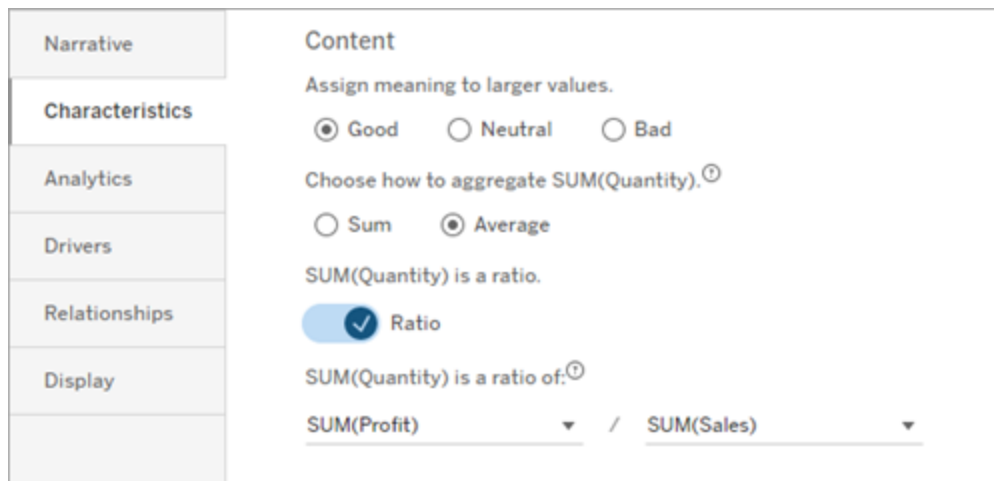 Narrative
Characteristics
Analytics
Drivers
Relationships
Display
Content
Assign meaning to larger values.
Good Neutral Bad
Choose how to aggregate SUM(Quantity).
Sum Average
SUM(Quantity) is a ratio.
Ratio
SUM(Quantity) is a ratio of:
SUM(Profit) / SUM(Sales)